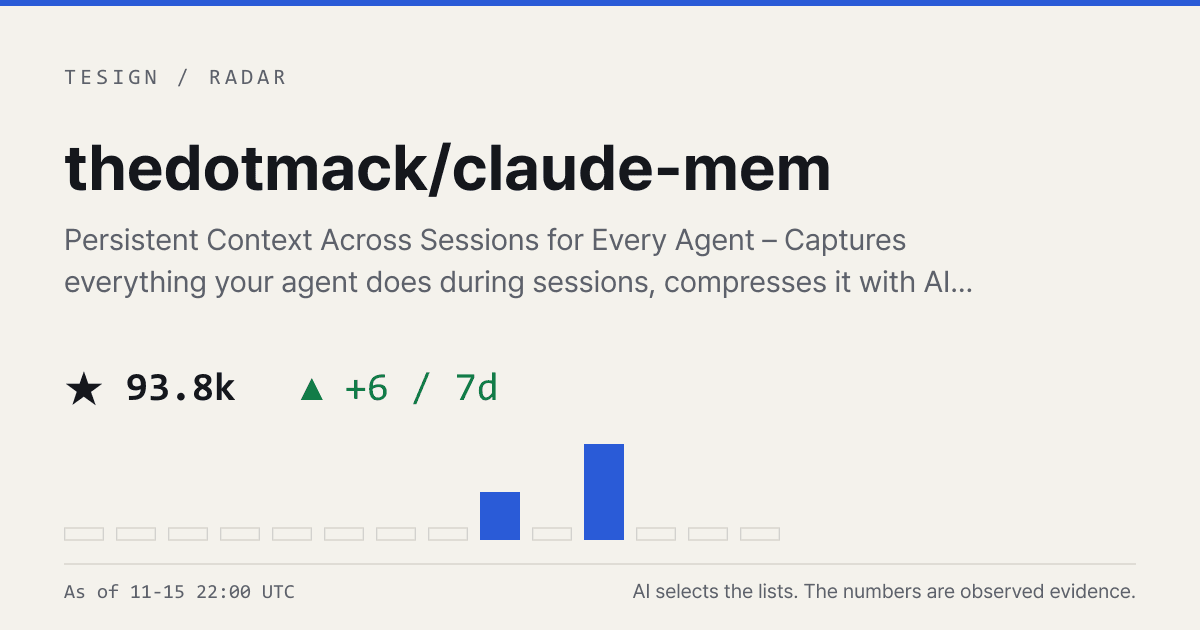 TESIGN / RADAR
thedotmack/claude-mem
Persistent Context Across Sessions for Every Agent – Captures
everything your agent does during sessions, compresses it with AI...
★ 93.8k ▲ +6 / 7d
As of 11-15 22:00 UTC
AI selects the lists. The numbers are observed evidence.